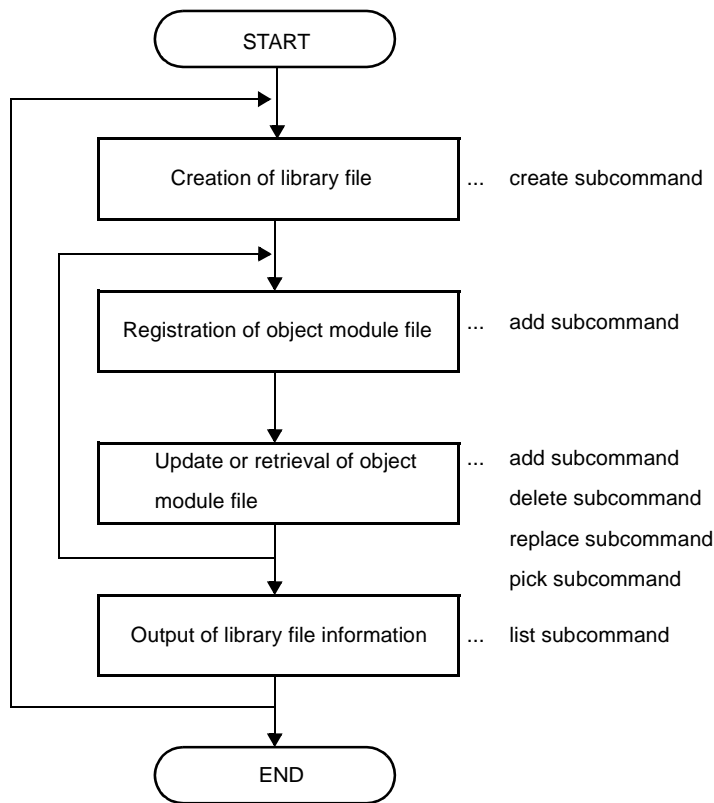 START
Creation of library file ... create subcommand
Registration of object module file ... add subcommand
Update or retrieval of object ... add subcommand
module file delete subcommand
replace subcommand
pick subcommand
Output of library file information ... list subcommand
END